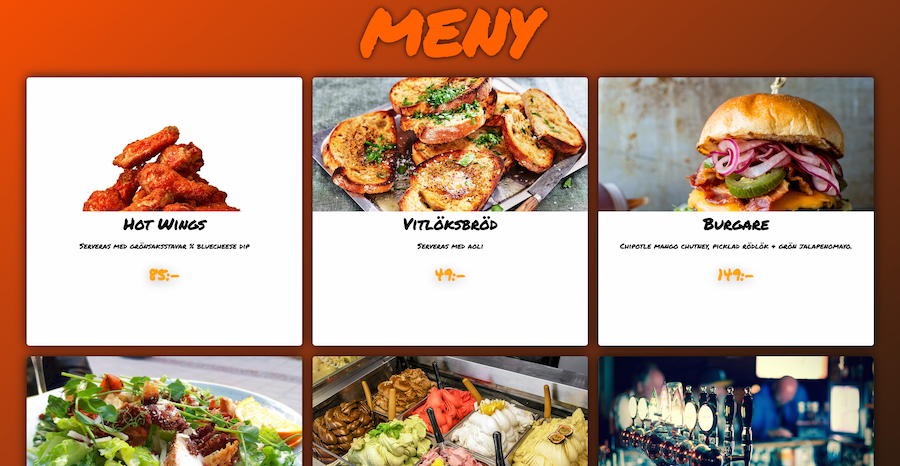 MENY
Hot Wings
Serveras med grönsaksstavar % bluecheese dip
85:-
Vitlöksbröd
Serveras med aoli
49:-
Burgare
Chipotle mango chutney, picklad rödlök & grön jalapenomayo.
149:-